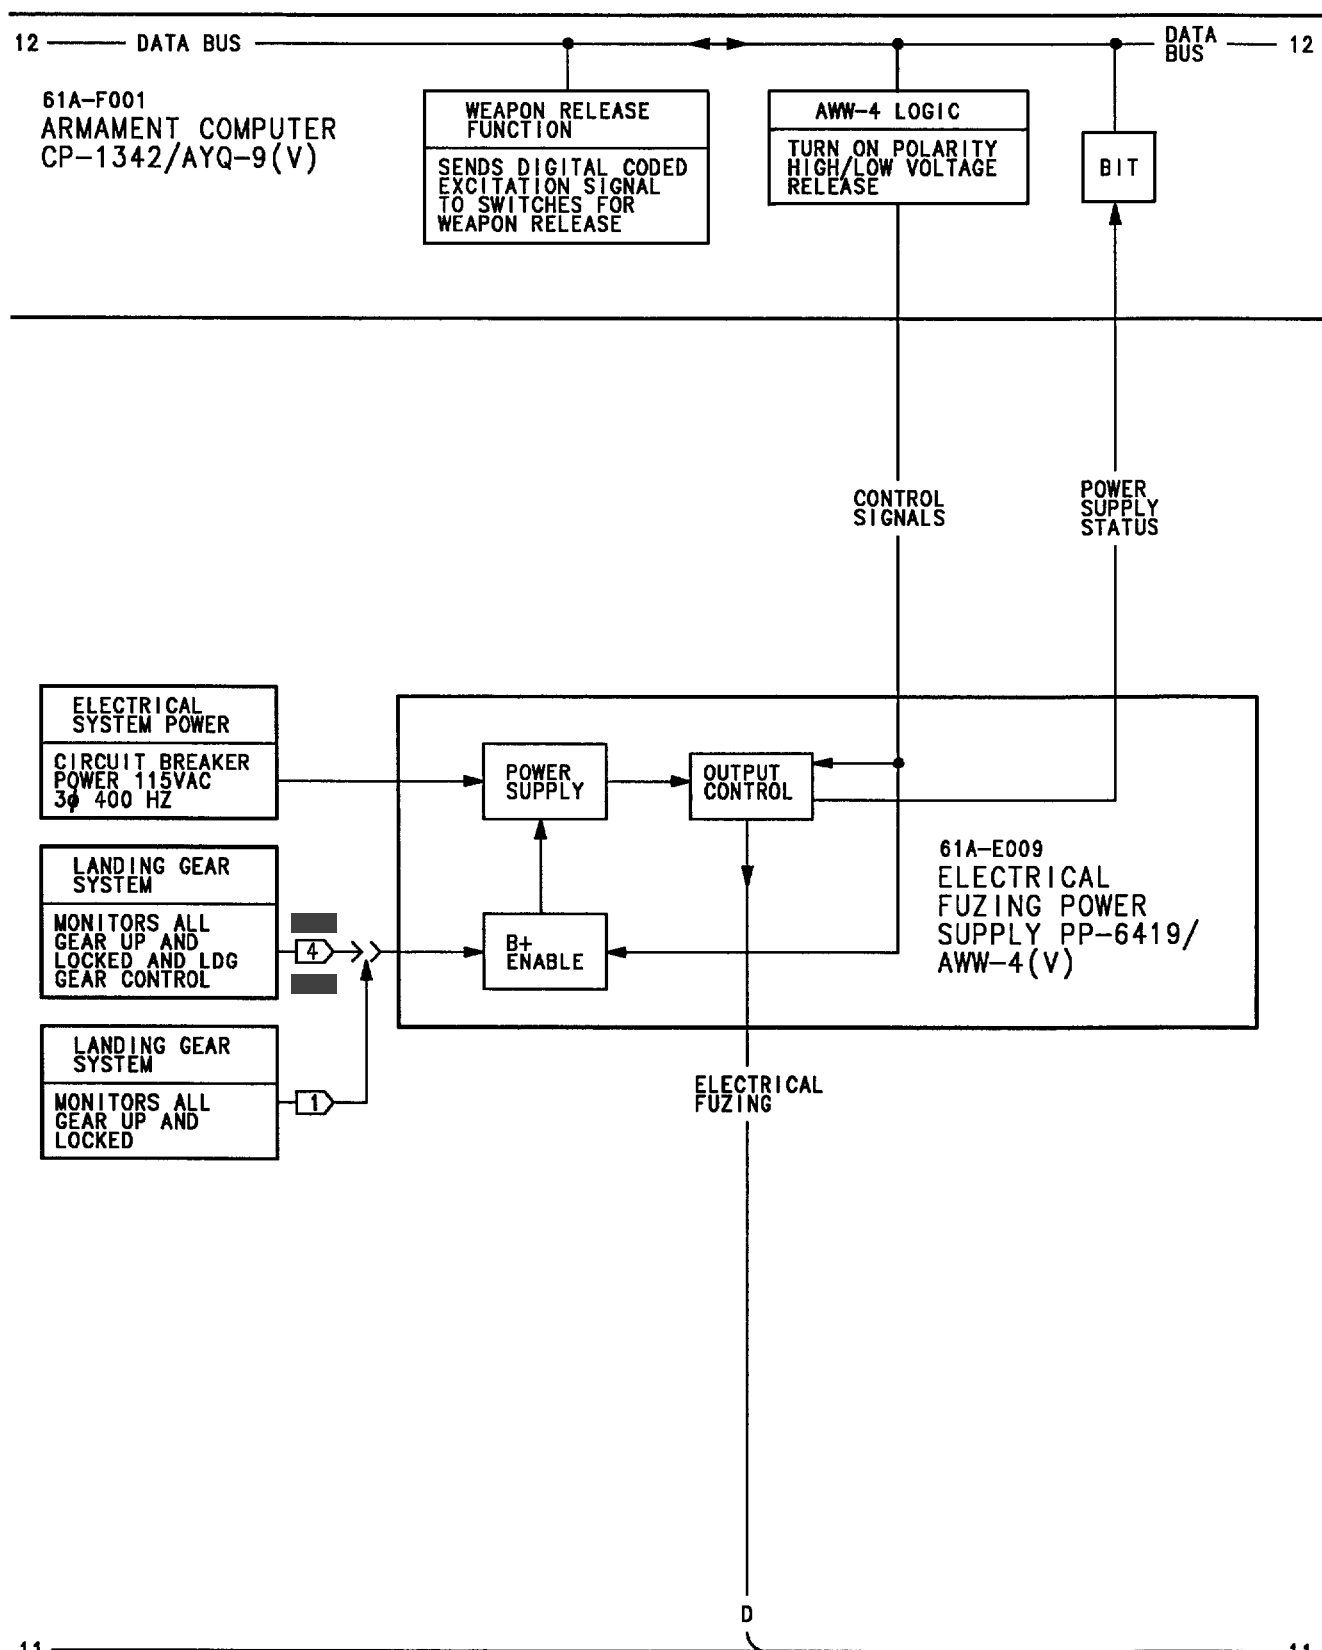 12 DATA BUS DATA BUS 12
61A-F001
ARMAMENT COMPUTER
CP-1342/AYQ-9(V)
WEAPON RELEASE
FUNCTION
SENDS DIGITAL CODED
EXCITATION SIGNAL
TO SWITCHES FOR
WEAPON RELEASE
AWW-4 LOGIC
TURN ON POLARITY
HIGH/LOW VOLTAGE
RELEASE
BIT
CONTROL
SIGNALS
POWER
SUPPLY
STATUS
ELECTRICAL
SYSTEM POWER
CIRCUIT BREAKER
POWER 115VAC
3ϕ 400 HZ
POWER
SUPPLY
OUTPUT
CONTROL
LANDING GEAR
SYSTEM
MONITORS ALL
GEAR UP AND
LOCKED AND LDG
GEAR CONTROL
4
B+
ENABLE
61A-E009
ELECTRICAL
FUZING POWER
SUPPLY PP-6419/
AWW-4(V)
LANDING GEAR
SYSTEM
MONITORS ALL
GEAR UP AND
LOCKED
1
ELECTRICAL
FUZING
D
11 11